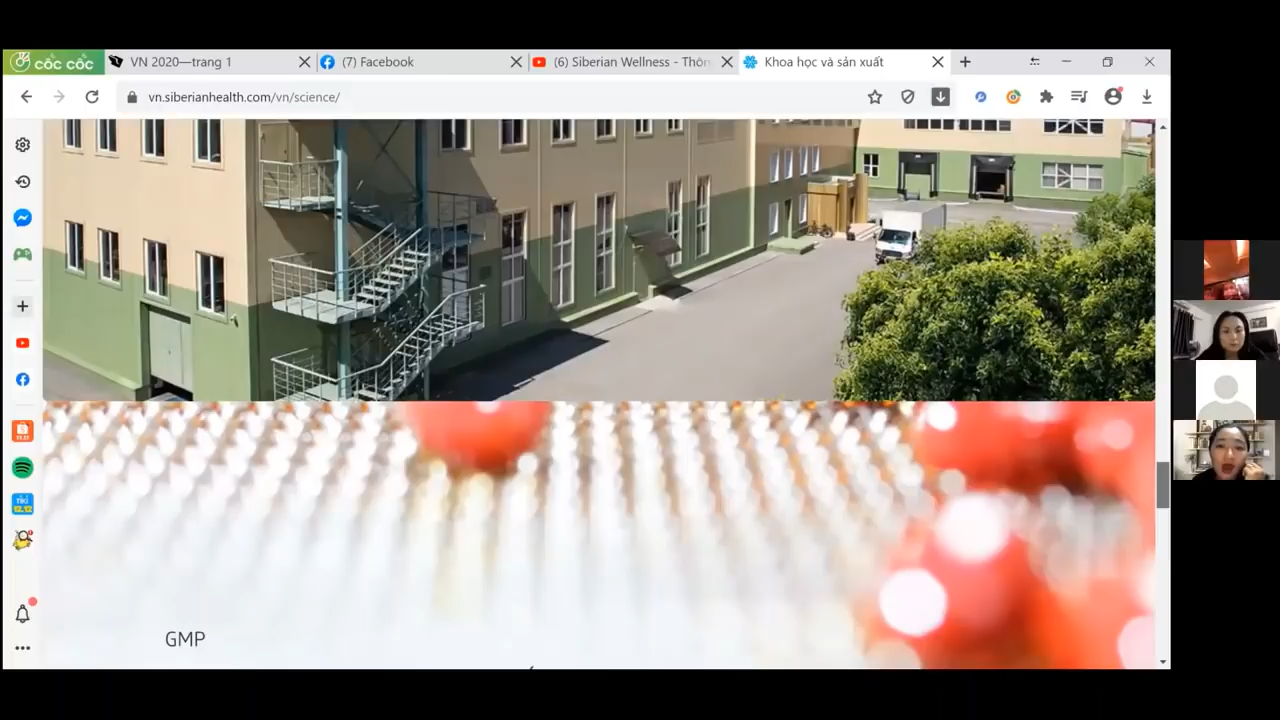 cốc cốc
VN 2020—trang 1
(7) Facebook
(6) Siberian Wellness - Thôn
Khoa học và sản xuất
vn.siberianhealth.com/vn/science/
GMP